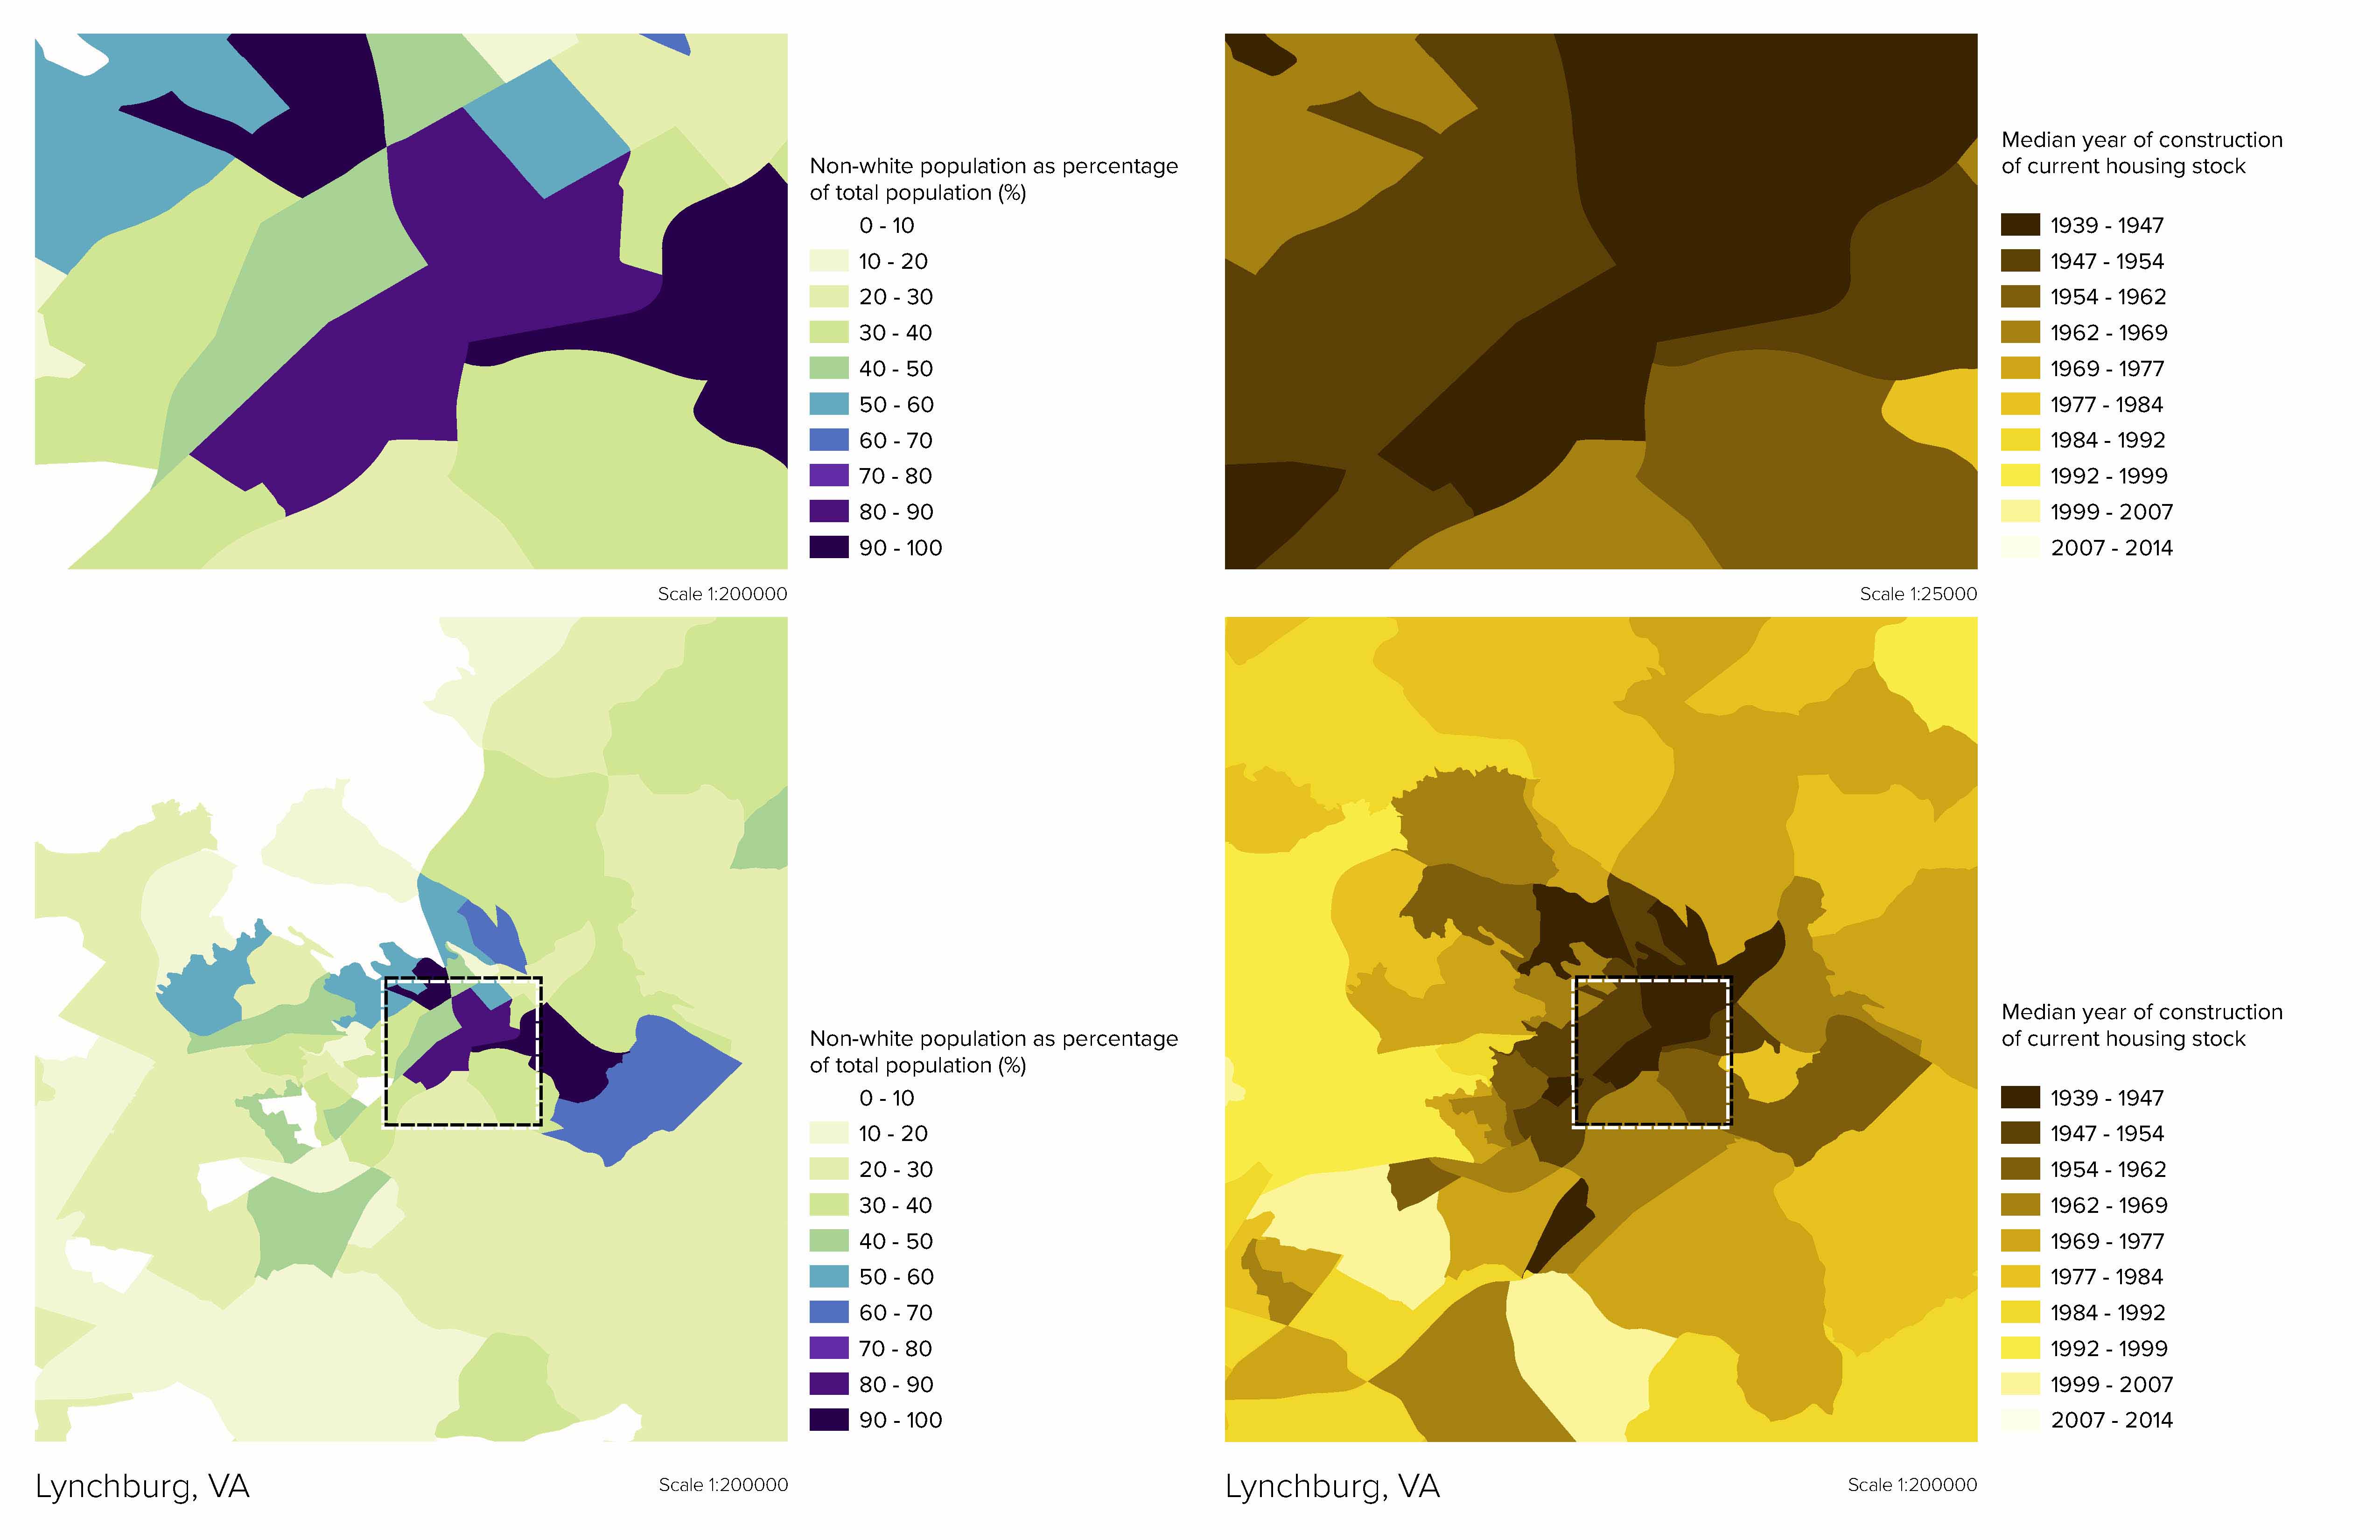 Non-white population as percentage
of total population (%)
0 - 10
10 - 20
20 - 30
30 - 40
40 - 50
50 - 60
60 - 70
70 - 80
80 - 90
90 - 100
Scale 1:200000
Median year of construction
of current housing stock
1939 - 1947
1947 - 1954
1954 - 1962
1962 - 1969
1969 - 1977
1977 - 1984
1984 - 1992
1992 - 1999
1999 - 2007
2007 - 2014
Scale 1:25000
Non-white population as percentage
of total population (%)
0 - 10
10 - 20
20 - 30
30 - 40
40 - 50
50 - 60
60 - 70
70 - 80
80 - 90
90 - 100
Lynchburg, VA
Scale 1:200000
Median year of construction
of current housing stock
1939 - 1947
1947 - 1954
1954 - 1962
1962 - 1969
1969 - 1977
1977 - 1984
1984 - 1992
1992 - 1999
1999 - 2007
2007 - 2014
Lynchburg, VA
Scale 1:200000